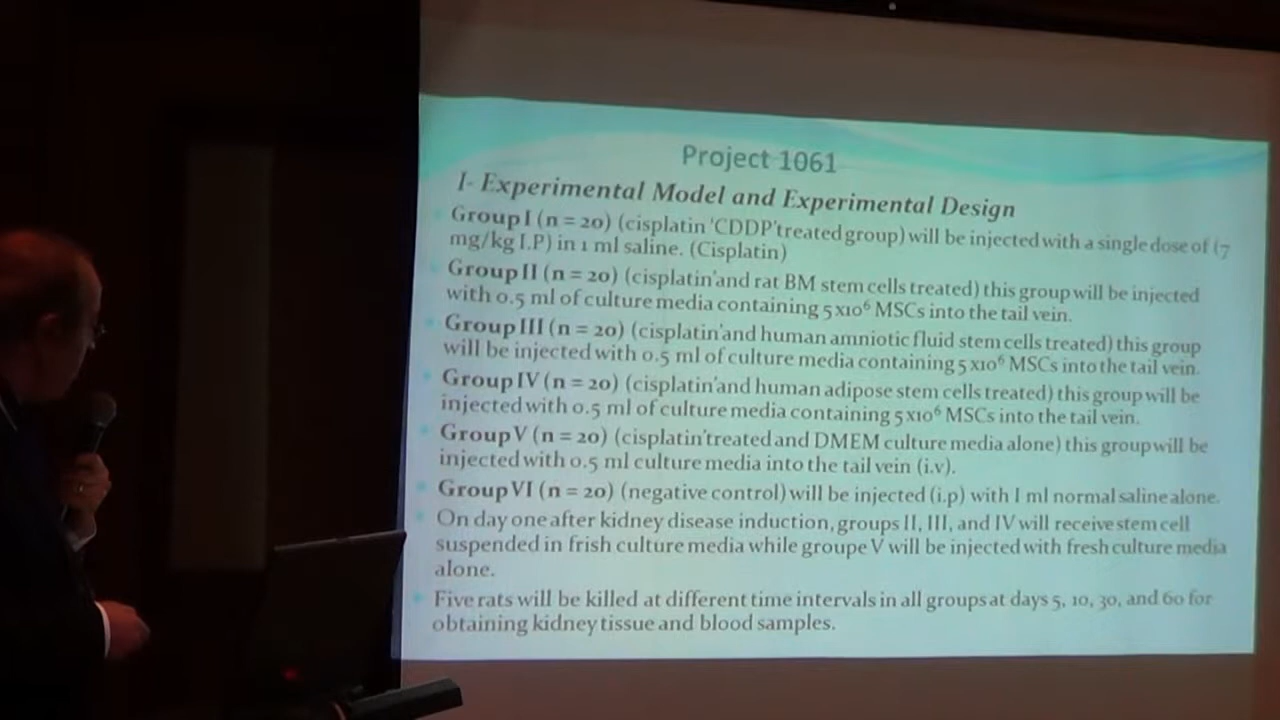 Project 1061
I- Experimental Model and Experimental Design
Group I (n = 20) (cisplatin 'CDDP' treated group) will be injected with a single dose of (7
mg/kg I.P) in 1 ml saline. (Cisplatin)
Group II (n = 20) (cisplatin' and rat BM stem cells treated) this group will be injected
with 0.5 ml of culture media containing 5 x10⁶ MSCs into the tail vein.
Group III (n = 20) (cisplatin' and human amniotic fluid stem cells treated) this group
will be injected with 0.5 ml of culture media containing 5 x10⁶ MSCs into the tail vein.
Group IV (n = 20) (cisplatin' and human adipose stem cells treated) this group will be
injected with 0.5 ml of culture media containing 5 x10⁶ MSCs into the tail vein.
Group V (n = 20) (cisplatin' treated and DMEM culture media alone) this group will be
injected with 0.5 ml culture media into the tail vein (i.v).
Group VI (n = 20) (negative control) will be injected (i.p) with I ml normal saline alone.
On day one after kidney disease induction, groups II, III, and IV will receive stem cell
suspended in frish culture media while groupe V will be injected with fresh culture media
alone.
Five rats will be killed at different time intervals in all groups at days 5, 10, 30, and 60 for
obtaining kidney tissue and blood samples.